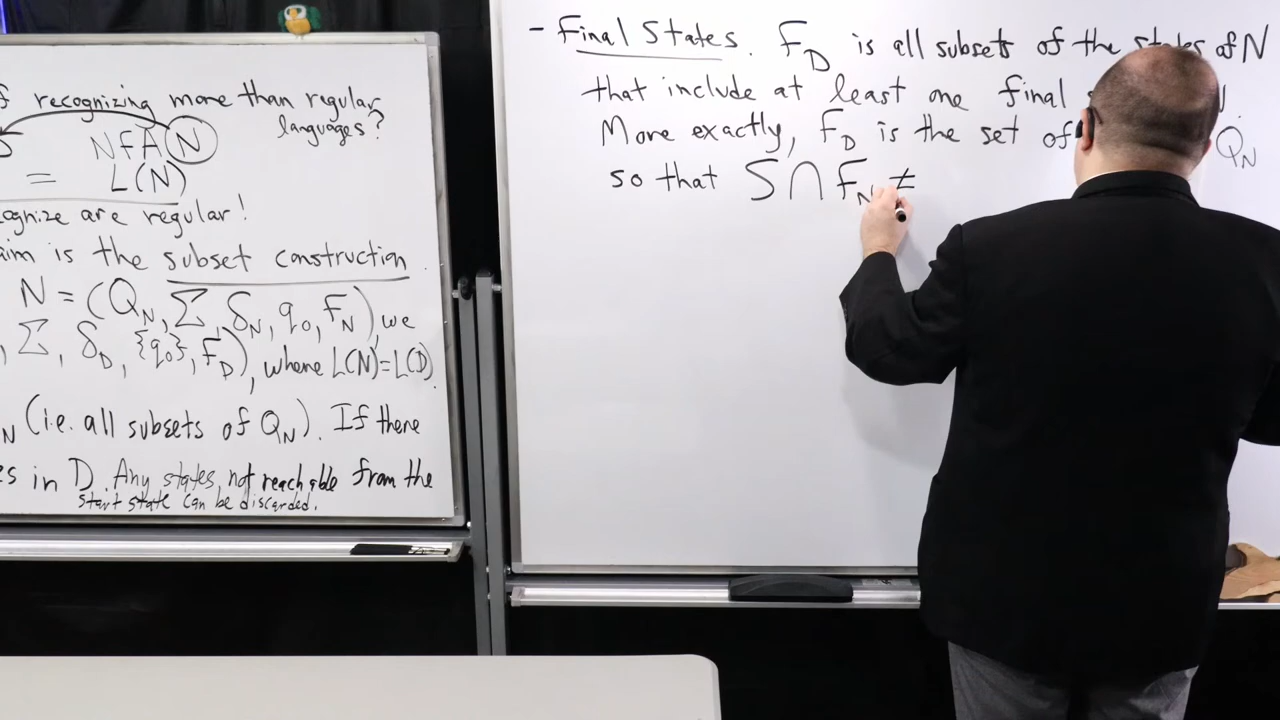 recognizing more than regular
languages?
NFA N
= L(N)
cognize are regular!
aim is the subset construction.
N = (Q_N, Σ, δ_N, q₀, F_N), we
, Σ, δ_D, {q₀}, F_D), where L(N)=L(D).
N (i.e. all subsets of Q_N). If there
es in D. Any states not reachable from the
start state can be discarded.
- Final States. F_D is all subsets of the states of N
that include at least one final
More exactly, F_D is the set of Q_N
so that S ∩ F_N ≠